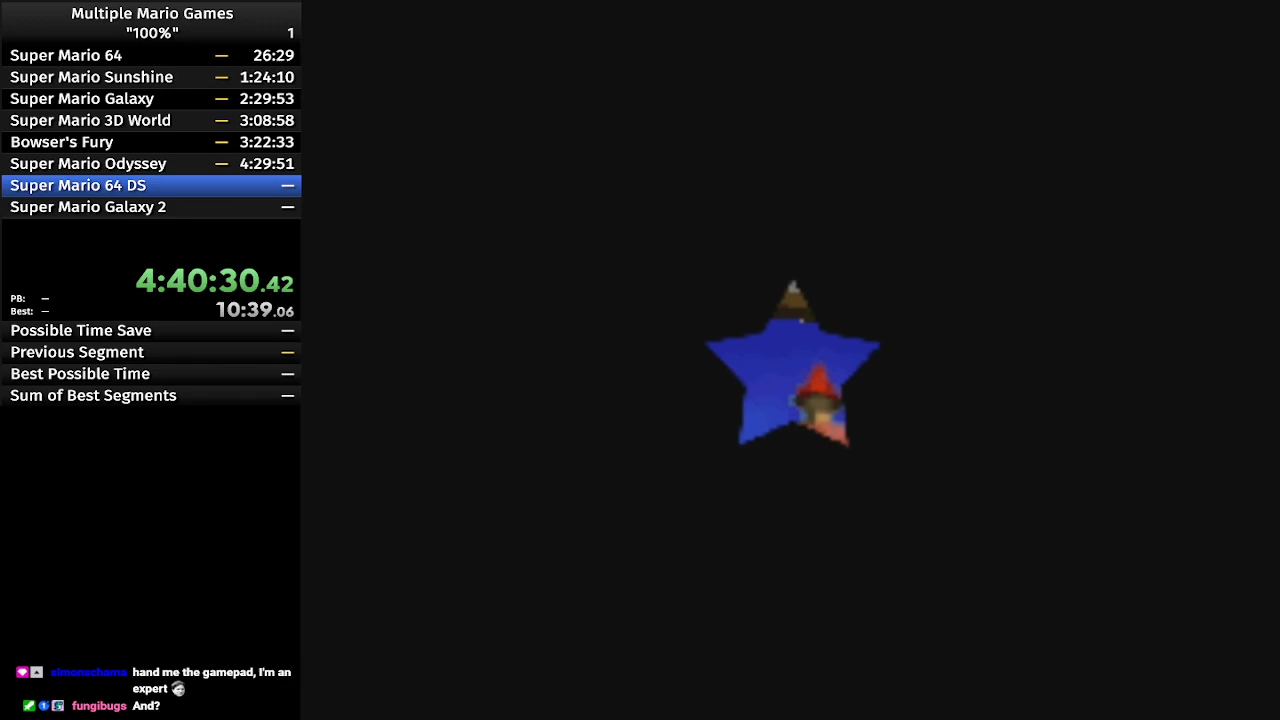 Multiple Mario Games
"100%" 1
Super Mario 64 — 26:29
Super Mario Sunshine — 1:24:10
Super Mario Galaxy — 2:29:53
Super Mario 3D World — 3:08:58
Bowser's Fury — 3:22:33
Super Mario Odyssey — 4:29:51
Super Mario 64 DS —
Super Mario Galaxy 2 —
4:40:30.42
PB: —
Best: — 10:39.06
Possible Time Save —
Previous Segment —
Best Possible Time —
Sum of Best Segments —
simonschama hand me the gamepad, I'm an
expert
fungibugs And?